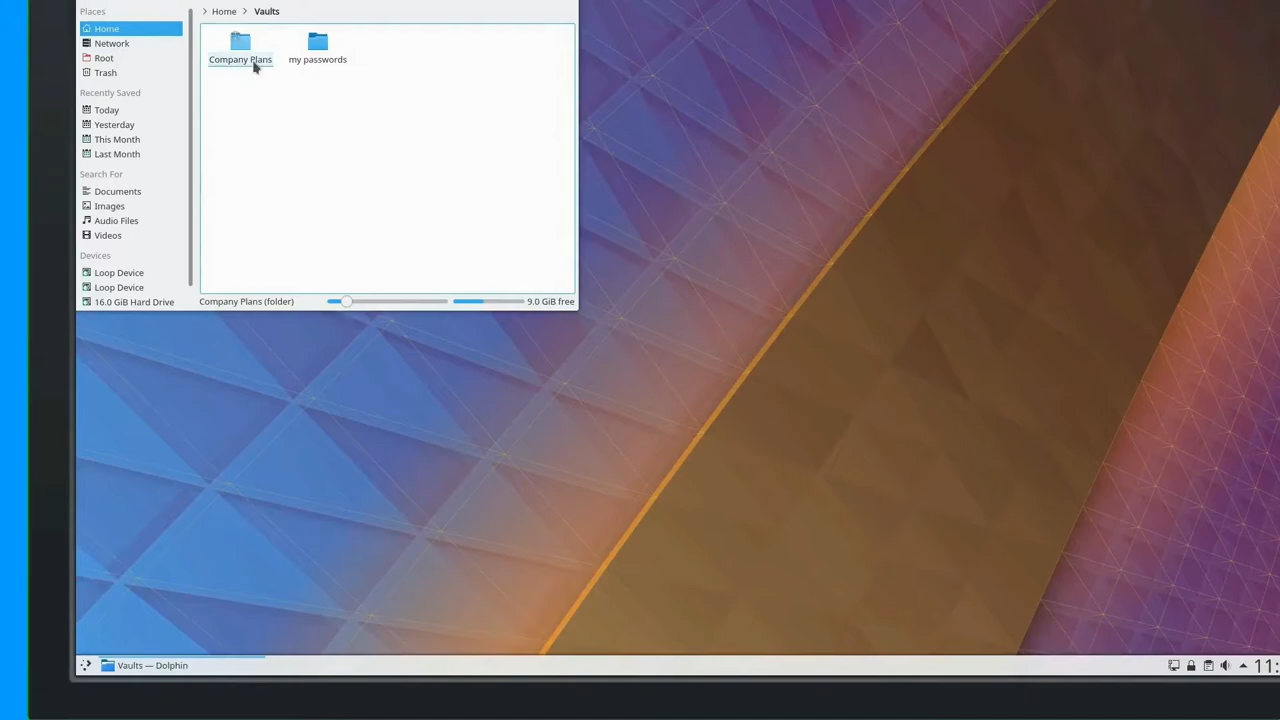 Places
Home
Network
Root
Trash
Recently Saved
Today
Yesterday
This Month
Last Month
Search For
Documents
Images
Audio Files
Videos
Devices
Loop Device
Loop Device
16.0 GiB Hard Drive
Home Vaults
Company Plans my passwords
Company Plans (folder) 9.0 GiB free
Vaults — Dolphin 11: